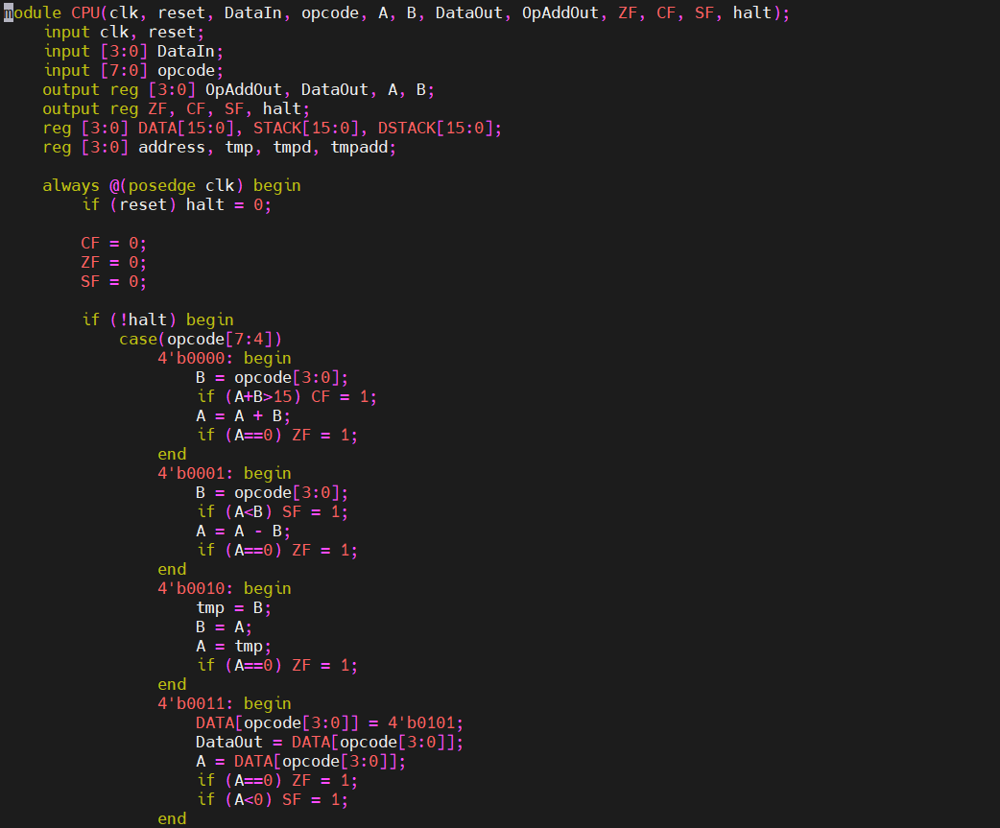 module CPU(clk, reset, DataIn, opcode, A, B, DataOut, OpAddOut, ZF, CF, SF, halt);
    input clk, reset;
    input [3:0] DataIn;
    input [7:0] opcode;
    output reg [3:0] OpAddOut, DataOut, A, B;
    output reg ZF, CF, SF, halt;
    reg [3:0] DATA[15:0], STACK[15:0], DSTACK[15:0];
    reg [3:0] address, tmp, tmpd, tmpadd;

    always @(posedge clk) begin
        if (reset) halt = 0;

        CF = 0;
        ZF = 0;
        SF = 0;

        if (!halt) begin
            case(opcode[7:4])
                4'b0000: begin
                    B = opcode[3:0];
                    if (A+B>15) CF = 1;
                    A = A + B;
                    if (A==0) ZF = 1;
                end
                4'b0001: begin
                    B = opcode[3:0];
                    if (A<B) SF = 1;
                    A = A - B;
                    if (A==0) ZF = 1;
                end
                4'b0010: begin
                    tmp = B;
                    B = A;
                    A = tmp;
                    if (A==0) ZF = 1;
                end
                4'b0011: begin
                    DATA[opcode[3:0]] = 4'b0101;
                    DataOut = DATA[opcode[3:0]];
                    A = DATA[opcode[3:0]];
                    if (A==0) ZF = 1;
                    if (A<0) SF = 1;
                end